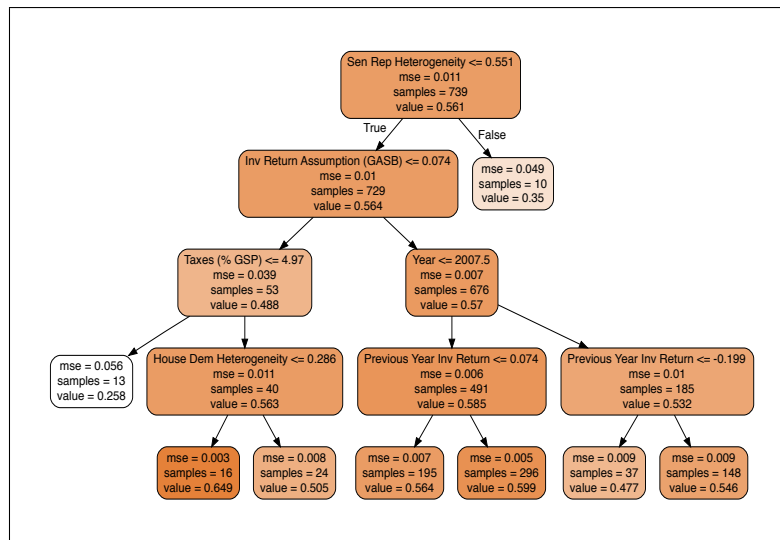 Sen Rep Heterogeneity <= 0.551
mse = 0.011
samples = 739
value = 0.561
True
False
Inv Return Assumption (GASB) <= 0.074
mse = 0.01
samples = 729
value = 0.564
mse = 0.049
samples = 10
value = 0.35
Taxes (% GSP) <= 4.97
mse = 0.039
samples = 53
value = 0.488
Year <= 2007.5
mse = 0.007
samples = 676
value = 0.57
mse = 0.056
samples = 13
value = 0.258
House Dem Heterogeneity <= 0.286
mse = 0.011
samples = 40
value = 0.563
Previous Year Inv Return <= 0.074
mse = 0.006
samples = 491
value = 0.585
Previous Year Inv Return <= -0.199
mse = 0.01
samples = 185
value = 0.532
mse = 0.003
samples = 16
value = 0.649
mse = 0.008
samples = 24
value = 0.505
mse = 0.007
samples = 195
value = 0.564
mse = 0.005
samples = 296
value = 0.599
mse = 0.009
samples = 37
value = 0.477
mse = 0.009
samples = 148
value = 0.546